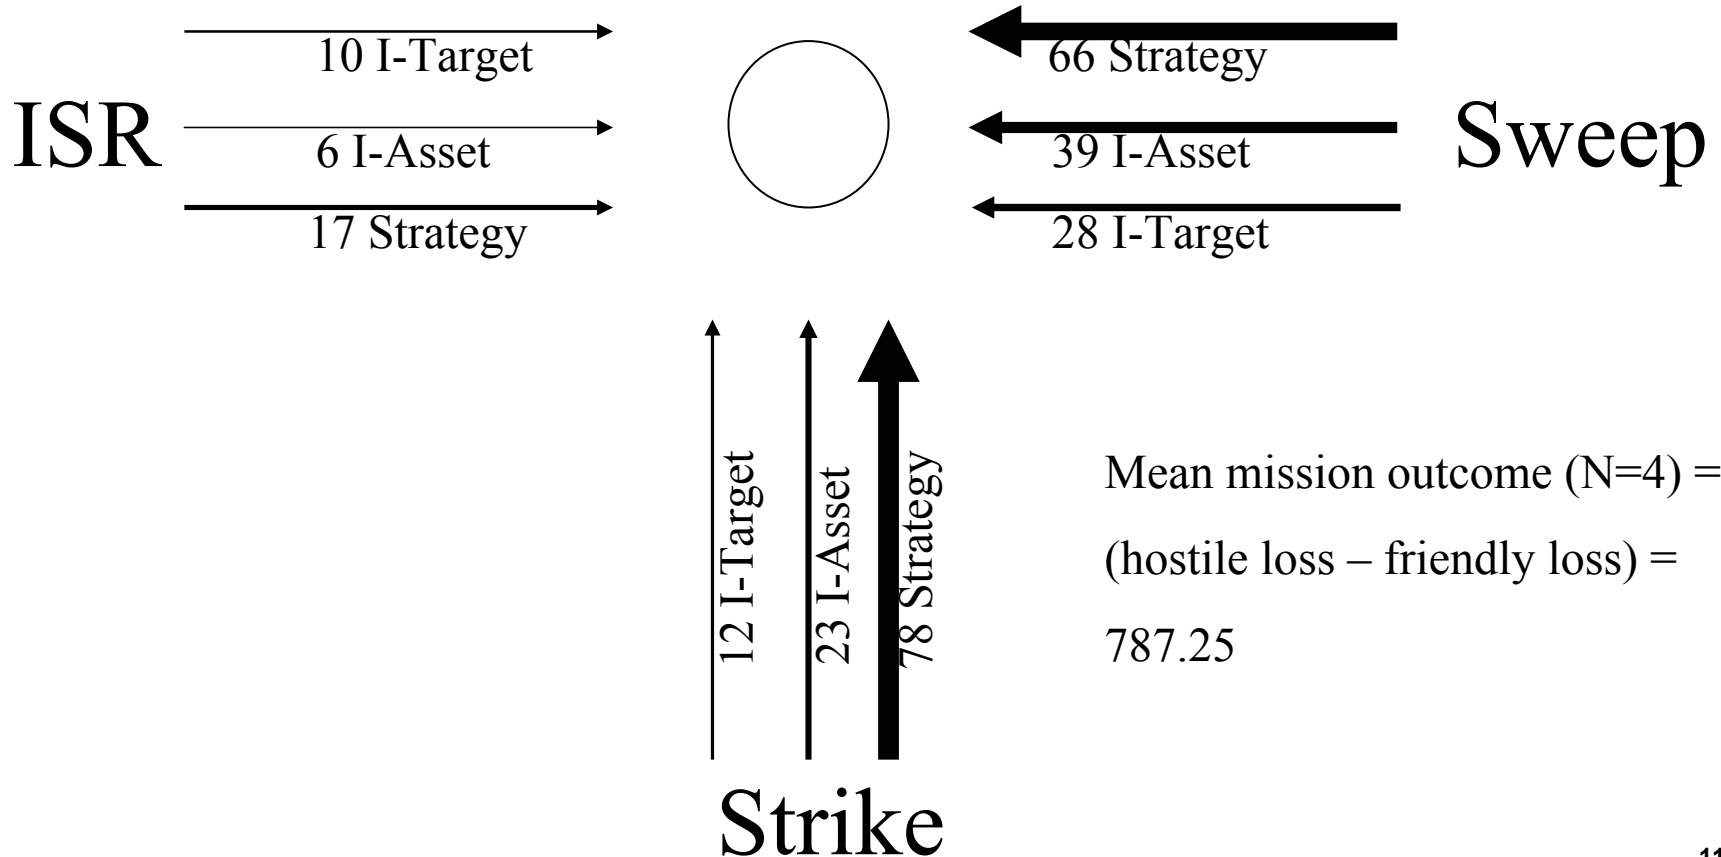 10 I-Target
ISR
6 I-Asset
17 Strategy
66 Strategy
39 I-Asset
Sweep
28 I-Target
12 I-Target
23 I-Asset
78 Strategy
Strike
Mean mission outcome (N=4) =
(hostile loss – friendly loss) =
787.25